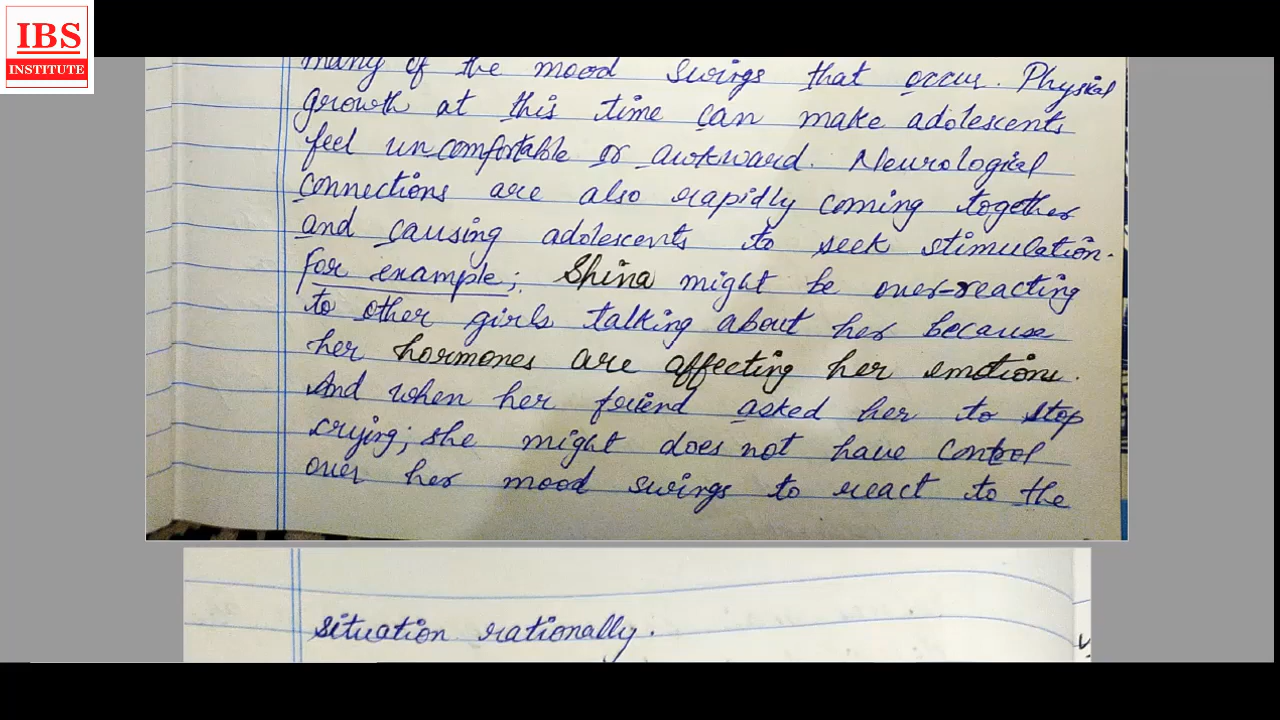 IBS
INSTITUTE
many of the mood swings that occur. Physical
growth at this time can make adolescents
feel uncomfortable or awkward. Neurological
connections are also rapidly coming together
and causing adolescents to seek stimulation.
for example; Shina might be over-reacting
to other girls talking about her because
her hormones are affecting her emotions.
And when her friend asked her to stop
crying; she might does not have control
over her mood swings to react to the
situation rationally.